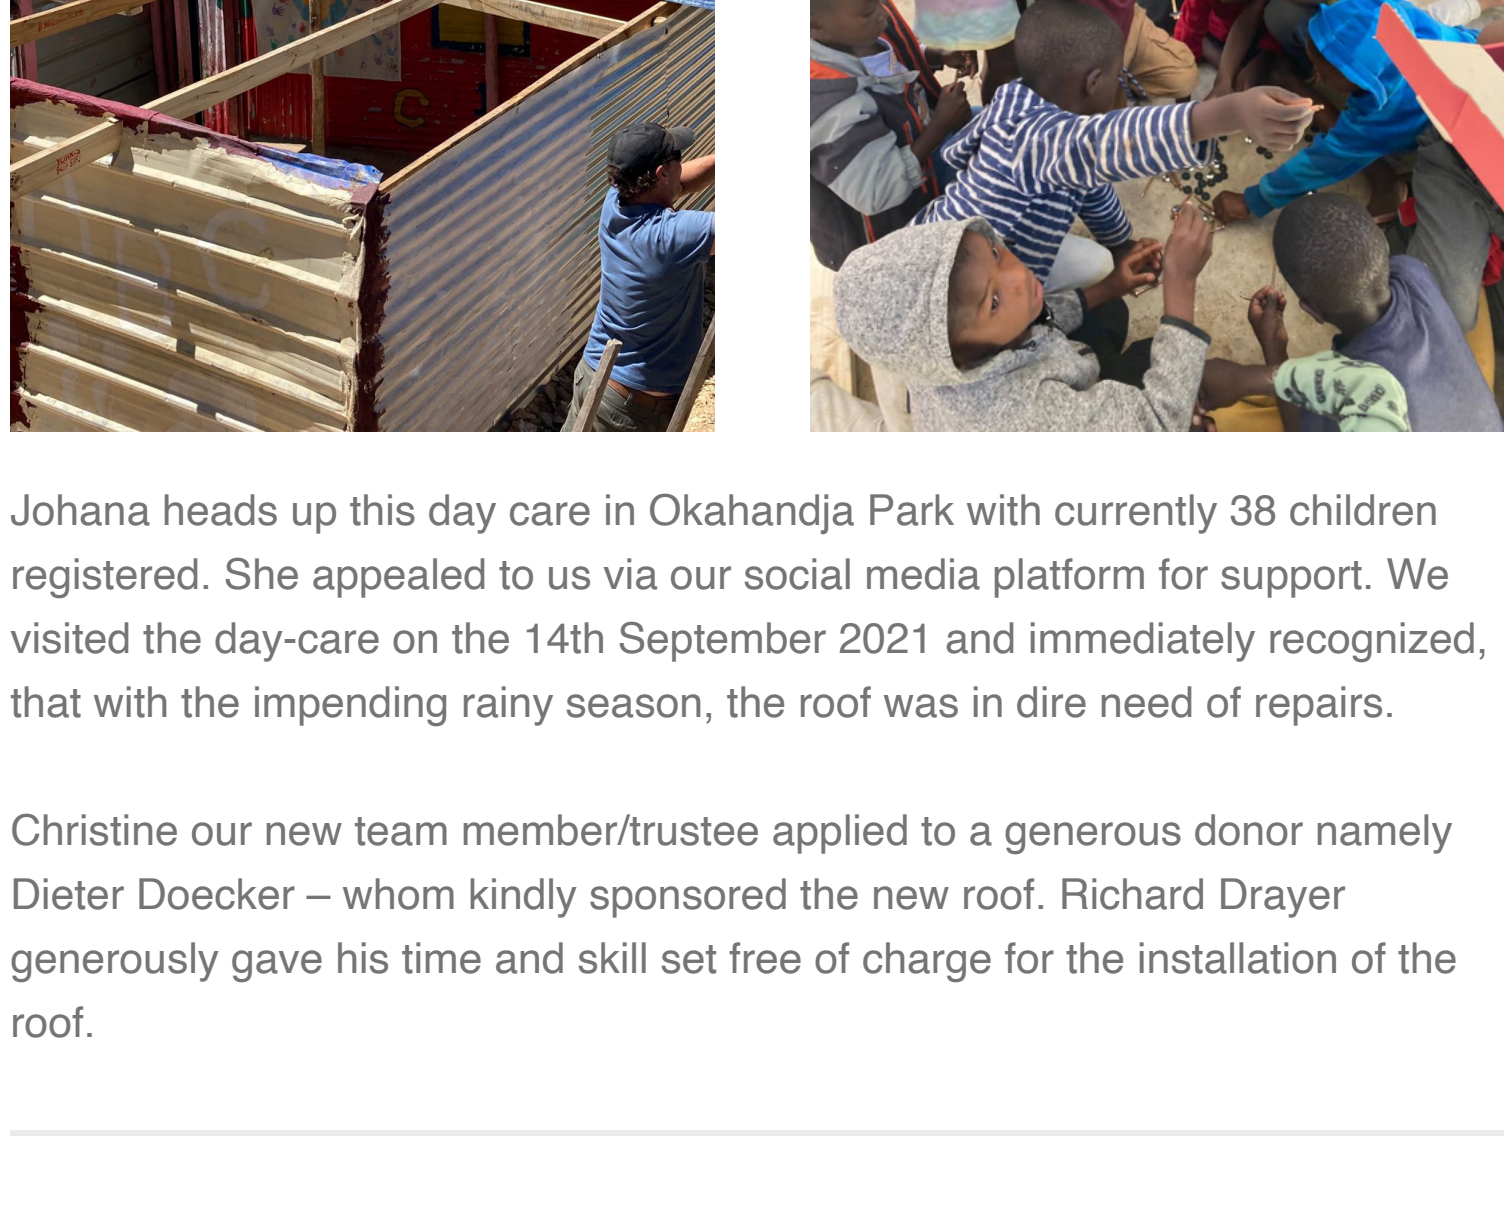 C
A B C
Johana heads up this day care in Okahandja Park with currently 38 children
registered. She appealed to us via our social media platform for support. We
visited the day-care on the 14th September 2021 and immediately recognized,
that with the impending rainy season, the roof was in dire need of repairs.
Christine our new team member/trustee applied to a generous donor namely
Dieter Doecker – whom kindly sponsored the new roof. Richard Drayer
generously gave his time and skill set free of charge for the installation of the
roof.